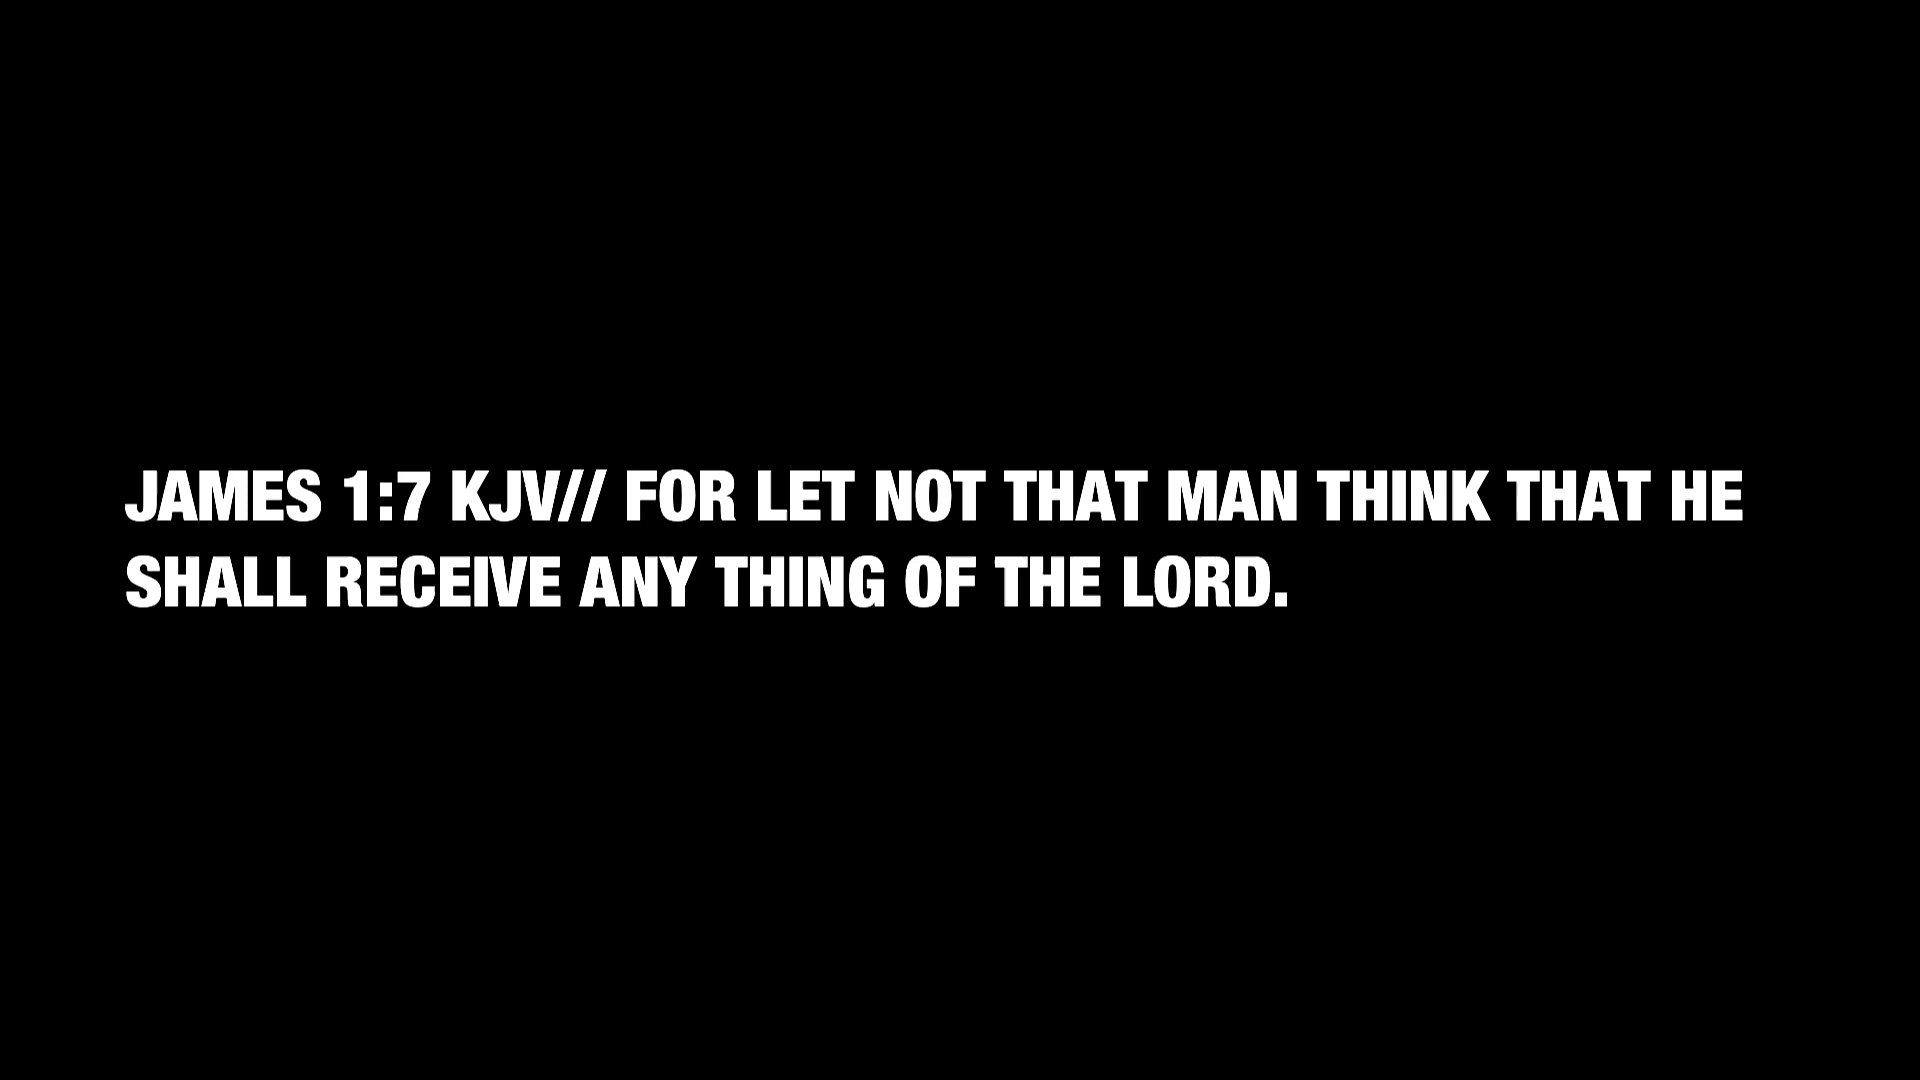 JAMES 1:7 KJV// FOR LET NOT THAT MAN THINK THAT HE
SHALL RECEIVE ANY THING OF THE LORD.